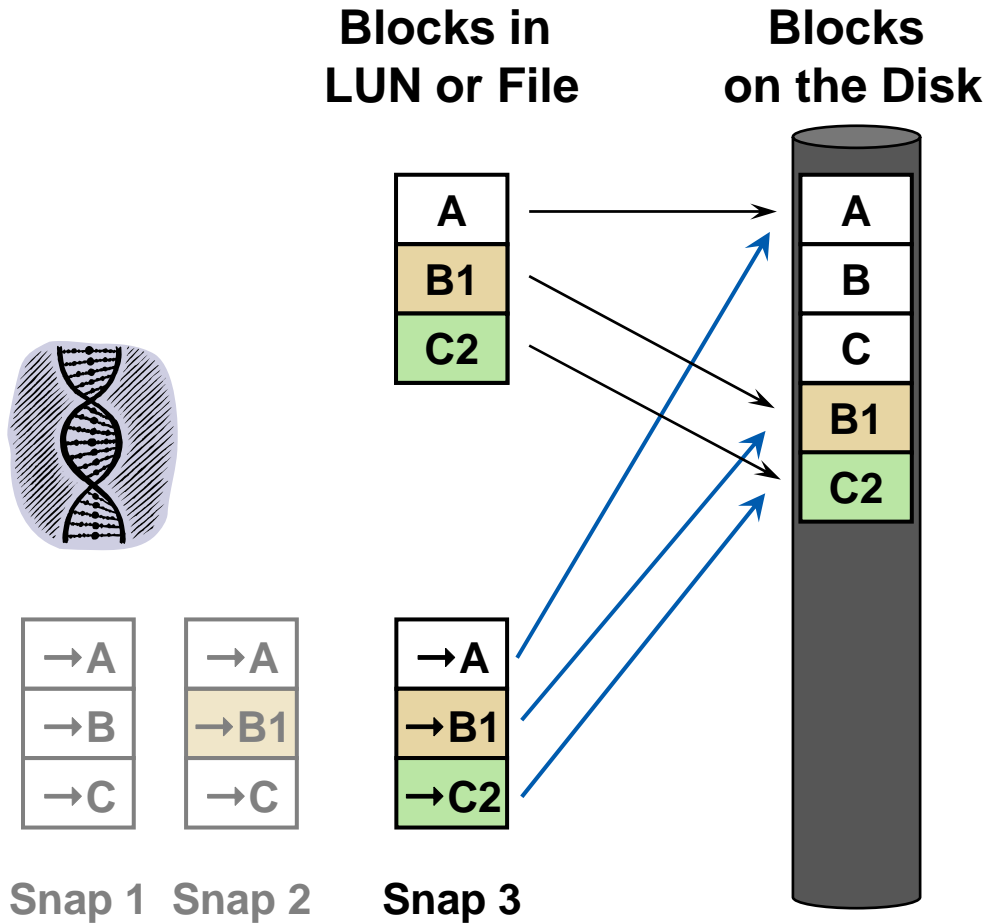 Blocks in
LUN or File
Blocks
on the Disk
A
B1
C2
A
B
C
B1
C2
→A
→B
→C
→A
→B1
→C
→A
→B1
→C2
Snap 1
Snap 2
Snap 3